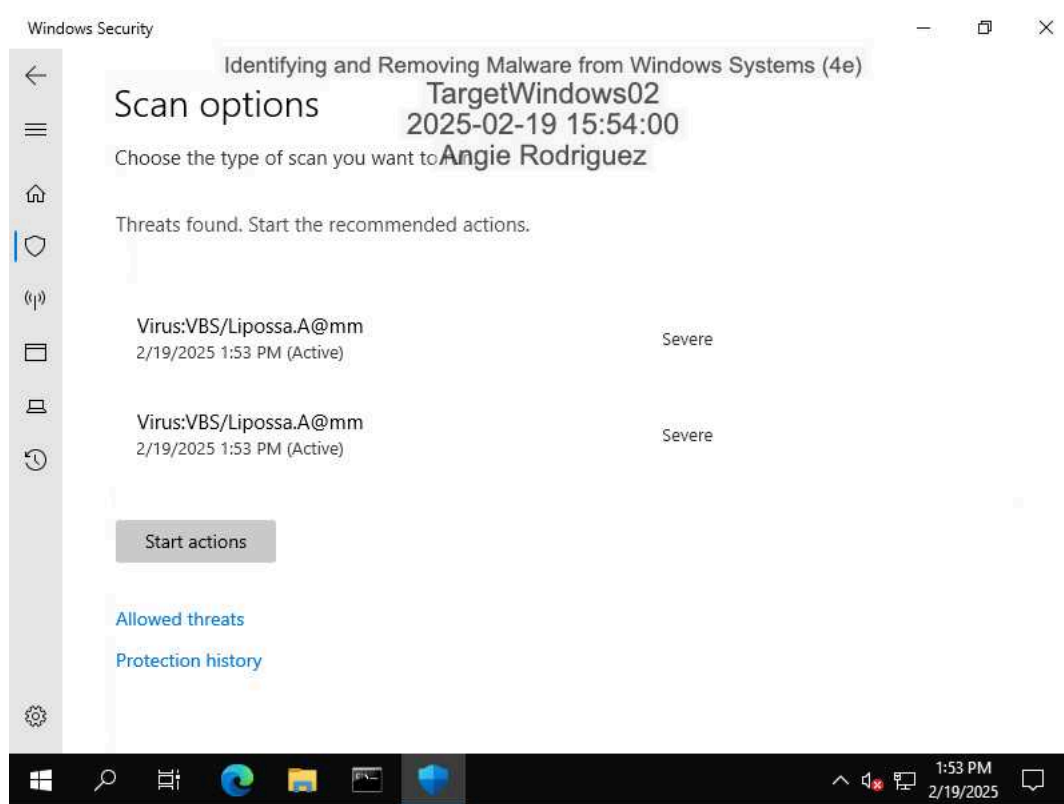 Windows Security
Identifying and Removing Malware from Windows Systems (4e)
TargetWindows02
2025-02-19 15:54:00
Angie Rodriguez
Scan options
Choose the type of scan you want to
Threats found. Start the recommended actions.
Virus:VBS/Lipossa.A@mm
2/19/2025 1:53 PM (Active)
Severe
Virus:VBS/Lipossa.A@mm
2/19/2025 1:53 PM (Active)
Severe
Start actions
Allowed threats
Protection history
1:53 PM
2/19/2025